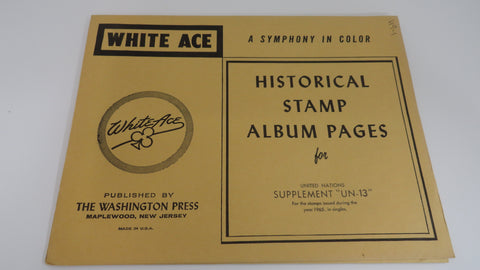 WHITE ACE
A SYMPHONY IN COLOR
White Ace
PUBLISHED BY
THE WASHINGTON PRESS
MAPLEWOOD, NEW JERSEY
MADE IN U.S.A.
HISTORICAL
STAMP
ALBUM PAGES
for
UNITED NATIONS
SUPPLEMENT "UN-13"
For the stamps issued during the
year 1965, in singles.